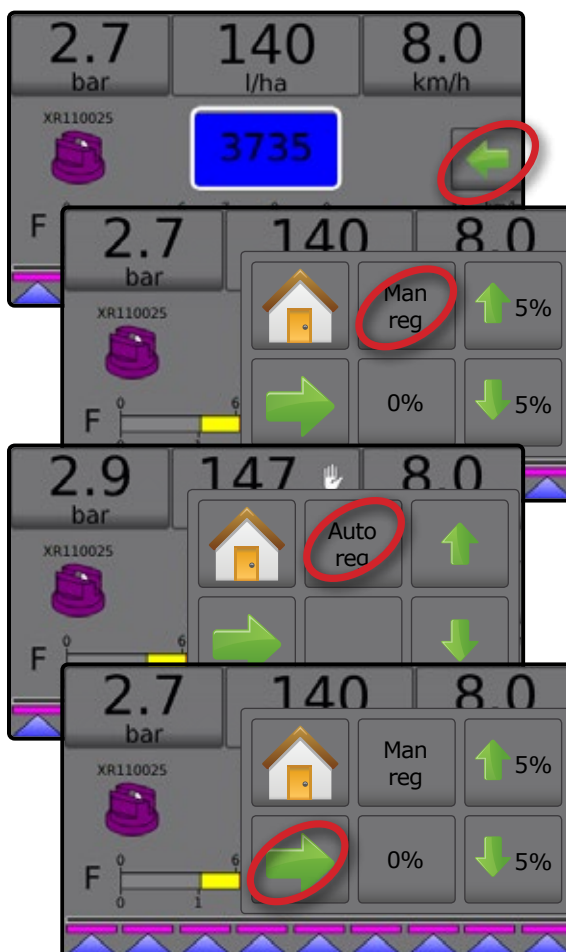 2.7 140 8.0
bar l/ha km/h
XR110025
3735
F
2.7 140 8.0
bar
XR110025
Man
reg
5%
0 6
F
0% 5%
2.9 147 8.0
bar
XR110025
Auto
reg
0 6
F
2.7 140 8.0
bar
XR110025
Man
reg
5%
0 6
F
0 1
0% 5%